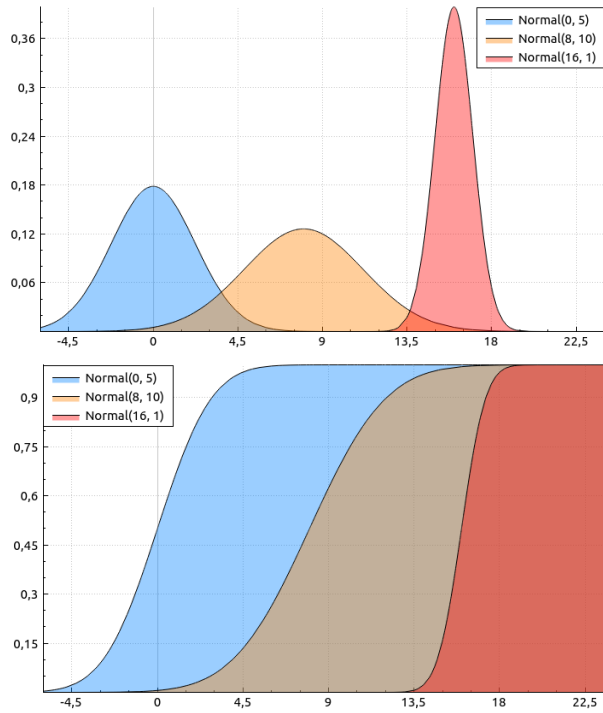 Normal(0, 5)
Normal(8, 10)
Normal(16, 1)
0,36
0,3
0,24
0,18
0,12
0,06
-4,5 0 4,5 9 13,5 18 22,5
Normal(0, 5)
Normal(8, 10)
Normal(16, 1)
0,9
0,75
0,6
0,45
0,3
0,15
-4,5 0 4,5 9 13,5 18 22,5